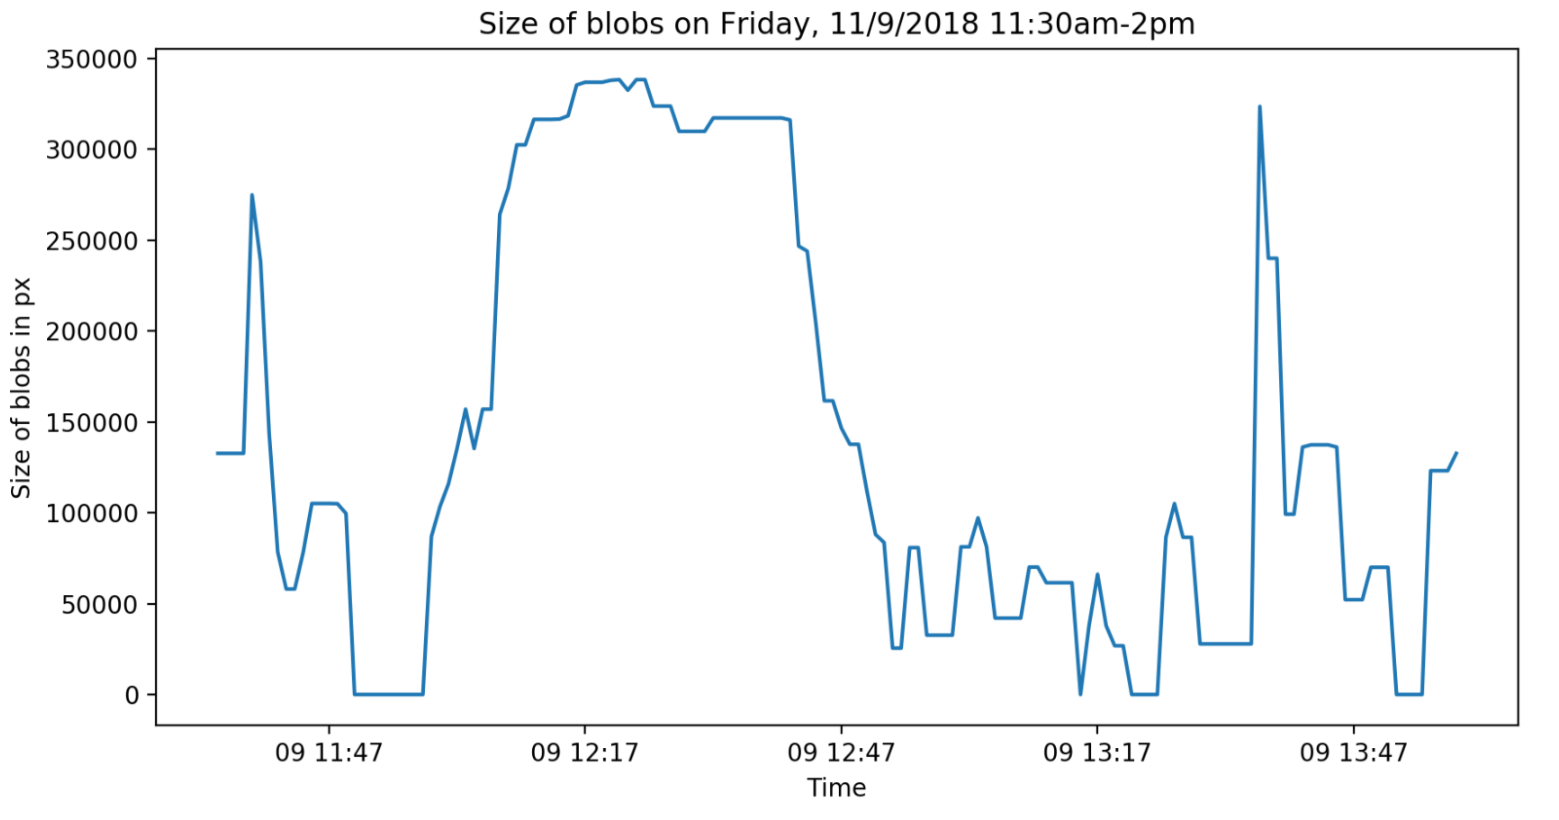 Size of blobs on Friday, 11/9/2018 11:30am-2pm
350000
300000
250000
200000
150000
100000
50000
0
Size of blobs in px
09 11:47 09 12:17 09 12:47 09 13:17 09 13:47
Time